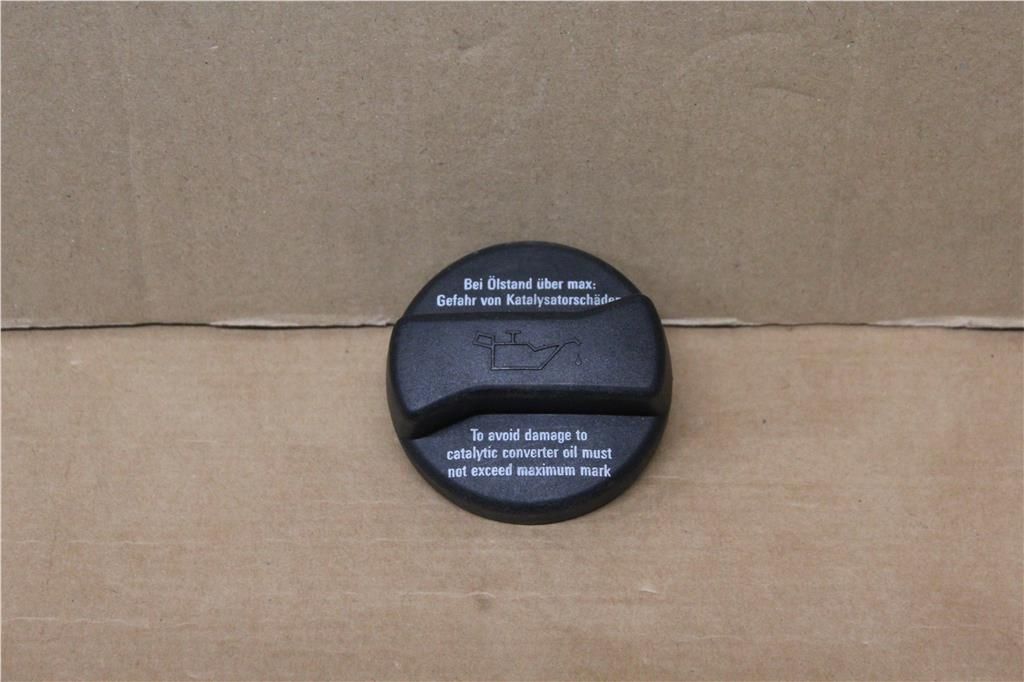 Bei Ölstand über max:
Gefahr von Katalysatorschäden
To avoid damage to
catalytic converter oil must
not exceed maximum mark